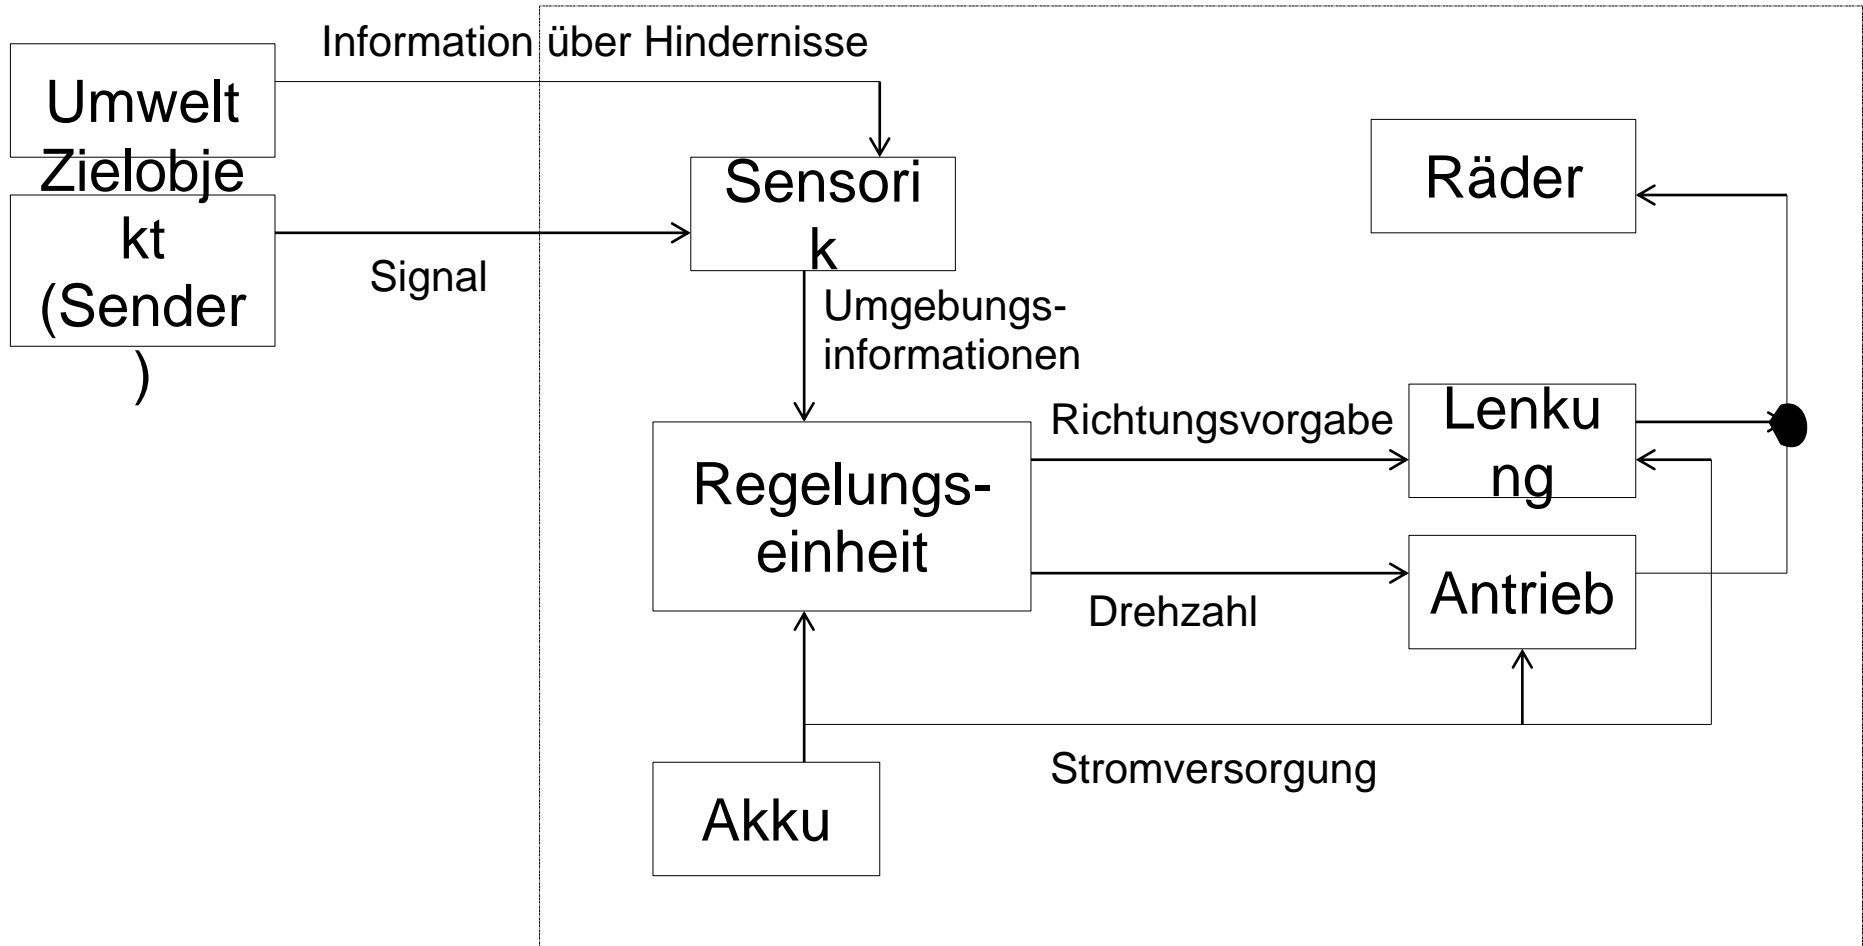 Information über Hindernisse
Umwelt
Zielobje
kt
(Sender
)
Signal
Sensori
k
Räder
Umgebungs-
informationen
Richtungsvorgabe
Lenku
ng
Regelungs-
einheit
Drehzahl
Antrieb
Stromversorgung
Akku